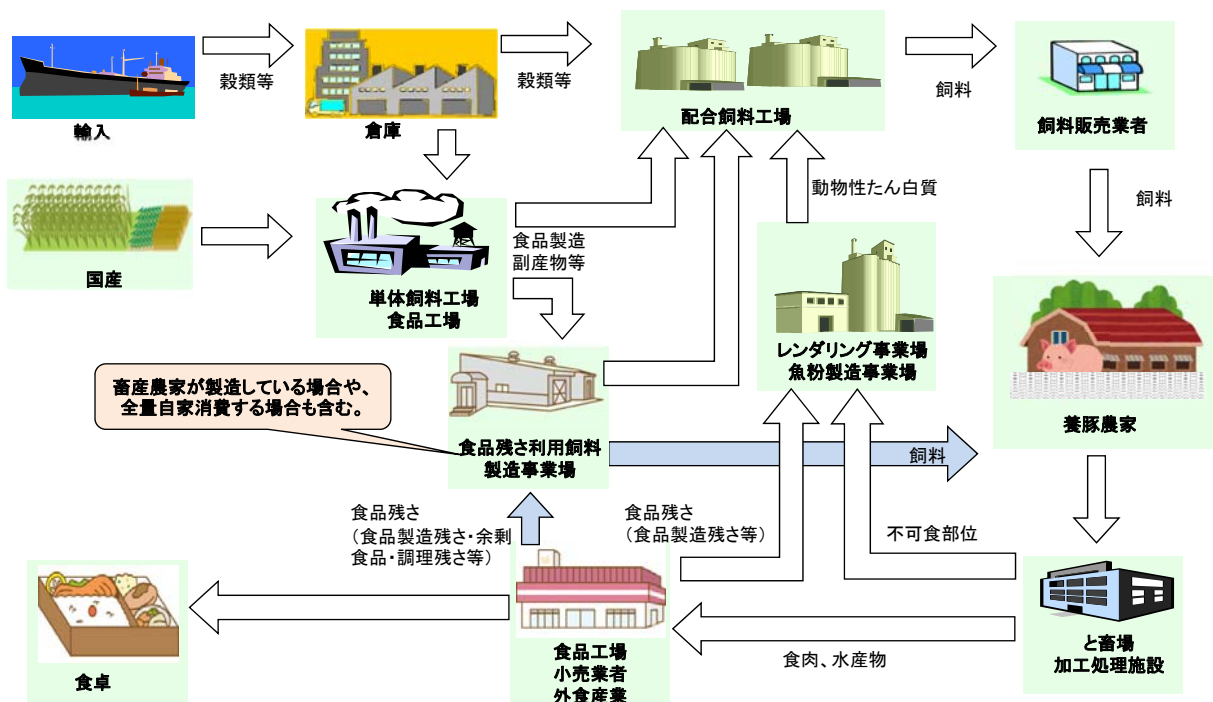 穀類等
穀類等
飼料
輸入
倉庫
配合飼料工場
飼料販売業者
動物性たん白質
飼料
食品製造
副産物等
国産
単体飼料工場
食品工場
レンダリング事業場
魚粉製造事業場
畜産農家が製造している場合や、
全量自家消費する場合も含む。
養豚農家
食品残さ利用飼料
製造事業場
飼料
食品残さ
（食品製造残さ・余剰
食品・調理残さ等）
食品残さ
（食品製造残さ等）
不可食部位
と畜場
加工処理施設
食肉、水産物
食品工場
小売業者
外食産業
食卓